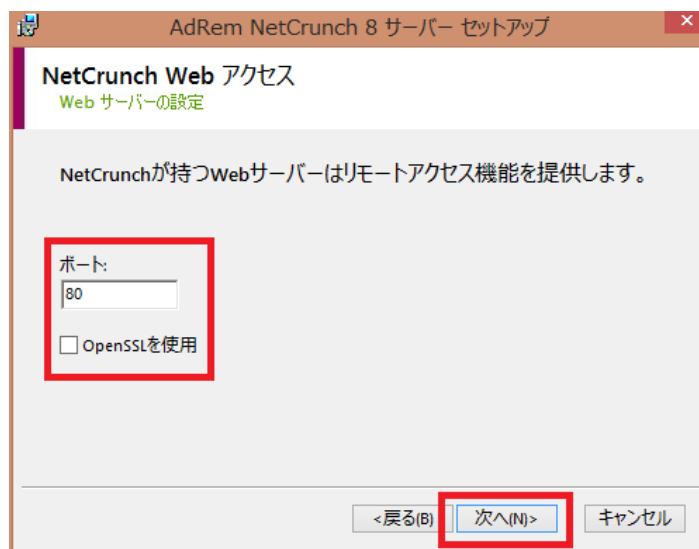 AdRem NetCrunch 8 サーバー セットアップ
NetCrunch Web アクセス
Web サーバーの設定
NetCrunchが持つWebサーバーはリモートアクセス機能を提供します。
ポート:
80
OpenSSLを使用
<戻る(B)
次へ(N)>
キャンセル